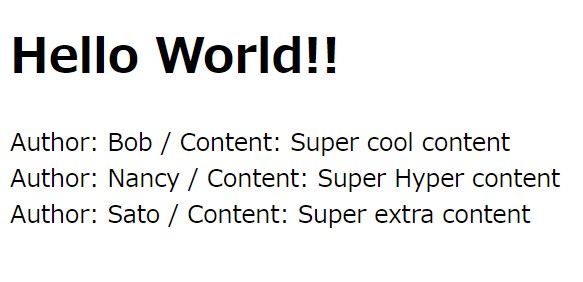 Hello World!!
Author: Bob / Content: Super cool content
Author: Nancy / Content: Super Hyper content
Author: Sato / Content: Super extra content